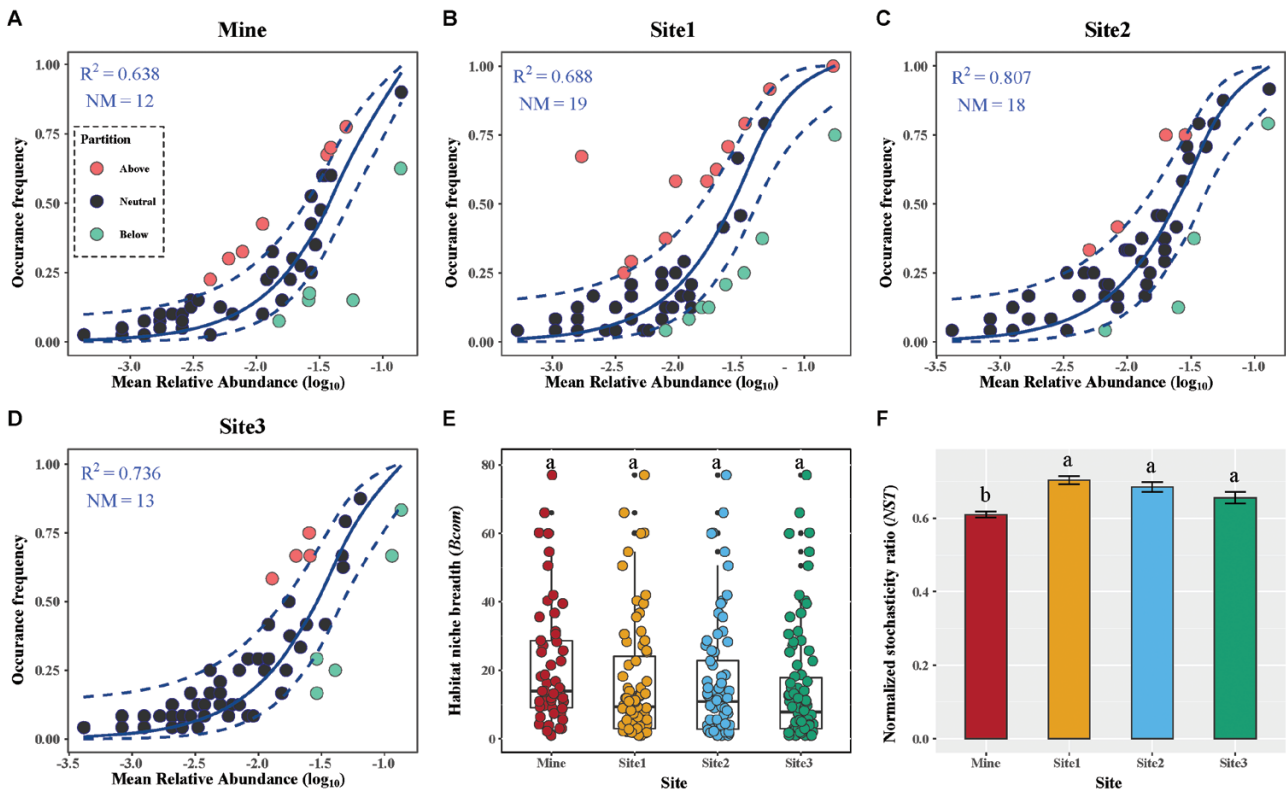 A
Mine
R² = 0.638
NM = 12
Partition
Above
Neutral
Below
1.00
0.75
0.50
0.25
0.00
Occurance frequency
-3.0
-2.5
-2.0
-1.5
-1.0
Mean Relative Abundance (log₁₀)
B
Site1
R² = 0.688
NM = 19
1.00
0.75
0.50
0.25
0.00
Occurance frequency
-3.0
-2.5
-2.0
-1.5
- 1.0
Mean Relative Abundance (log₁₀)
C
Site2
R² = 0.807
NM = 18
1.00
0.75
0.50
0.25
0.00
Occurance frequency
-3.5
-3.0
-2.5
-2.0
-1.5
-1.0
Mean Relative Abundance (log₁₀)
D
Site3
R² = 0.736
NM = 13
1.00
0.75
0.50
0.25
0.00
Occurance frequency
-3.5
-3.0
-2.5
-2.0
-1.5
-1.0
Mean Relative Abundance (log₁₀)
E
a
a
a
a
80
60
40
20
0
Habitat niche breadth (Bcom)
Mine
Site1
Site2
Site3
Site
F
b
a
a
a
0.6
0.4
0.2
0.0
Normalized stochasticity ratio (NST)
Mine
Site1
Site2
Site3
Site